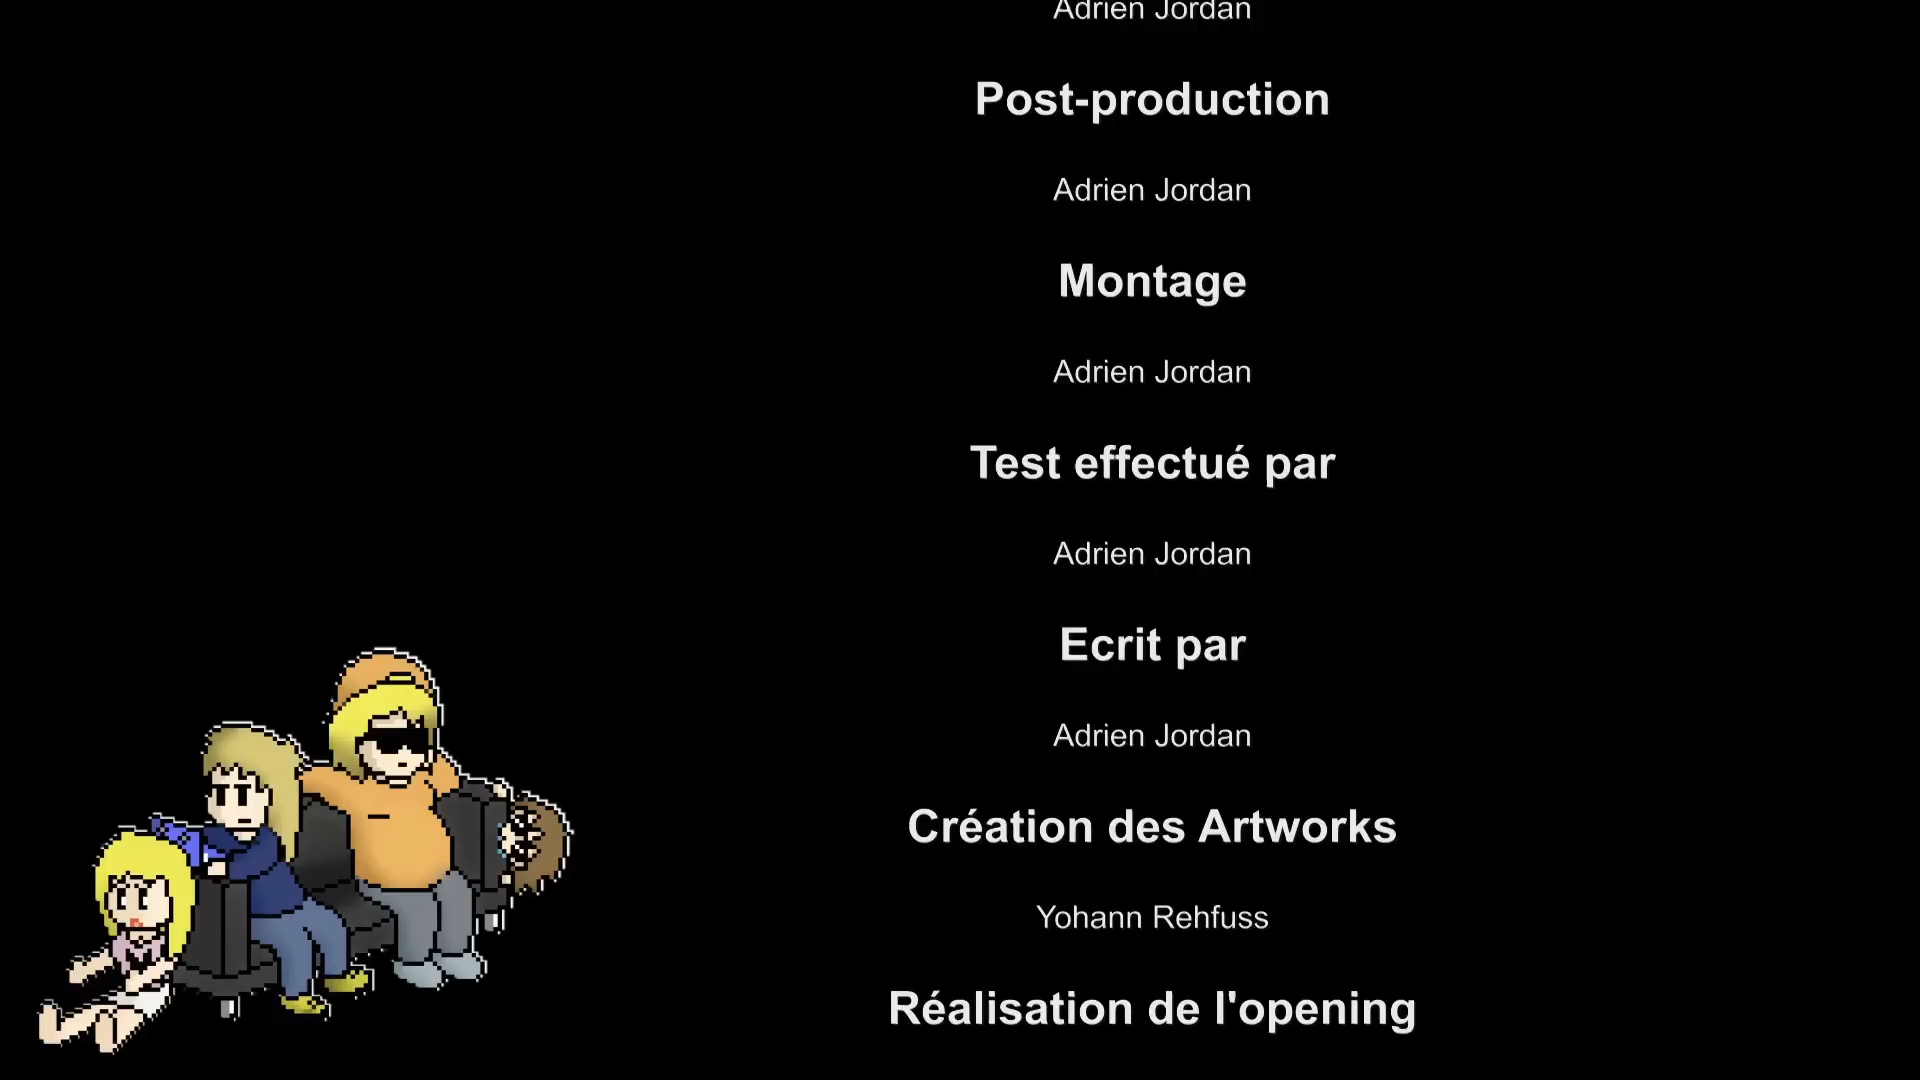 Adrien Jordan
Post-production
Adrien Jordan
Montage
Adrien Jordan
Test effectué par
Adrien Jordan
Ecrit par
Adrien Jordan
Création des Artworks
Yohann Rehfuss
Réalisation de l'opening